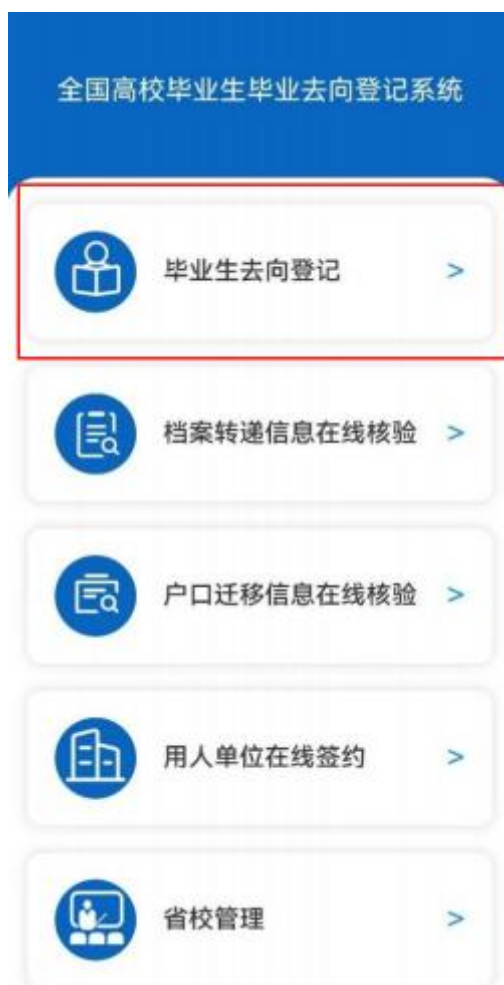 全国高校毕业生毕业去向登记系统
毕业生去向登记 >
档案转递信息在线核验 >
户口迁移信息在线核验 >
用人单位在线签约 >
省校管理 >